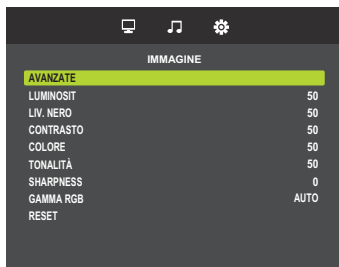 IMMAGINE
AVANZATE
LUMINOSIT 50
LIV. NERO 50
CONTRASTO 50
COLORE 50
TONALITÀ 50
SHARPNESS 0
GAMMA RGB AUTO
RESET